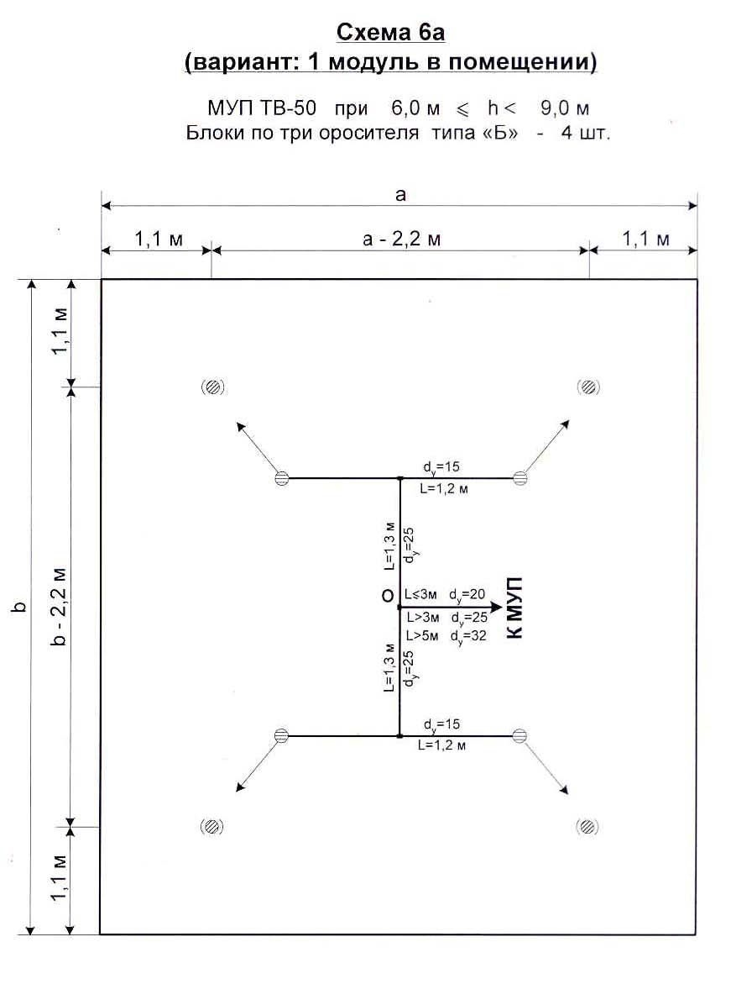 Схема 6а
(вариант: 1 модуль в помещении)
МУП ТВ-50 при 6,0 м ⩽ h < 9,0 м
Блоки по три оросителя типа «Б» - 4 шт.
a
1,1 м
a - 2,2 м
1,1 м
1,1 м
b
b - 2,2 м
1,1 м
dy=15
L=1,2 м
L=1,3 м
dy=25
O
L⩽3м dy=20
L>3м dy=25
L>5м dy=32
К МУП
L=1,3 м
dy=25
dy=15
L=1,2 м